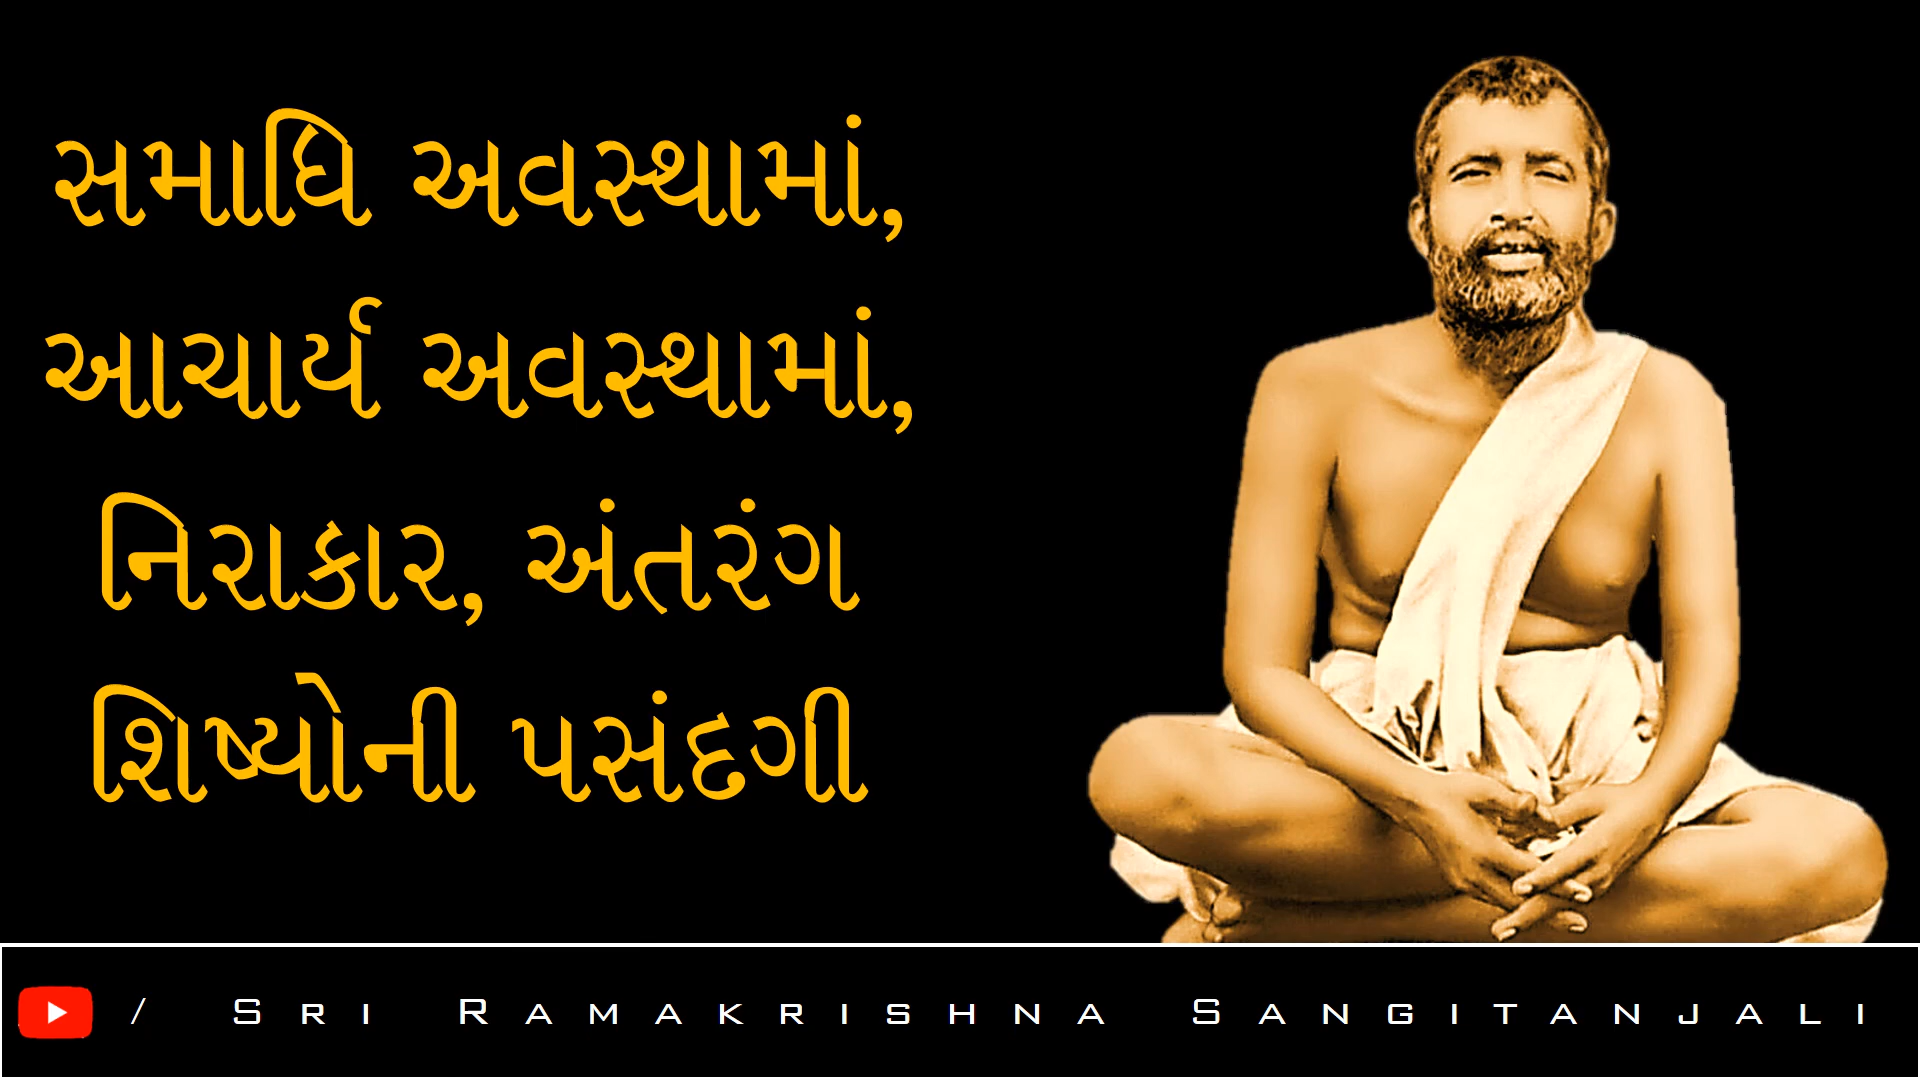 સમાધિ અવસ્થામાં,
આચાર્ય અવસ્થામાં,
નિરાકાર, અંતરંગ
શિષ્યોની પસંદગી
/ SRI RAMAKRISHNA SANGITANJALI